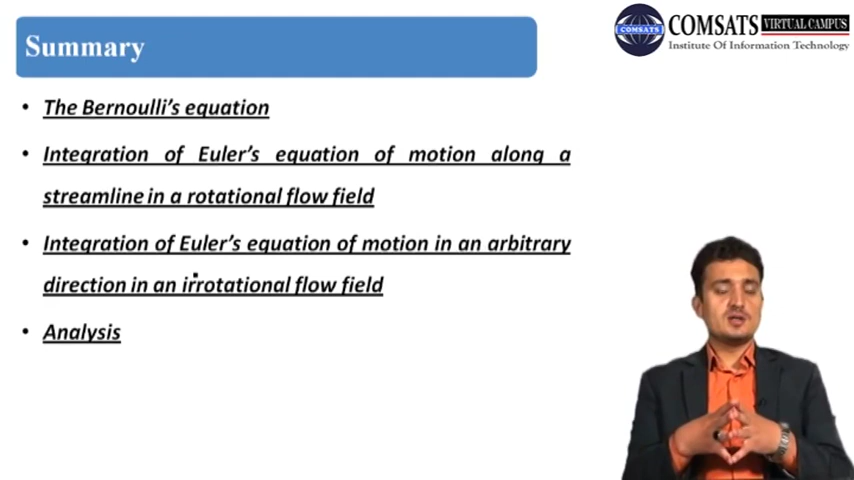 Summary
COMSATS VIRTUAL CAMPUS
Institute Of Information Technology
COMSATS
• The Bernoulli's equation
• Integration of Euler's equation of motion along a
streamline in a rotational flow field
• Integration of Euler's equation of motion in an arbitrary
direction in an irrotational flow field
• Analysis